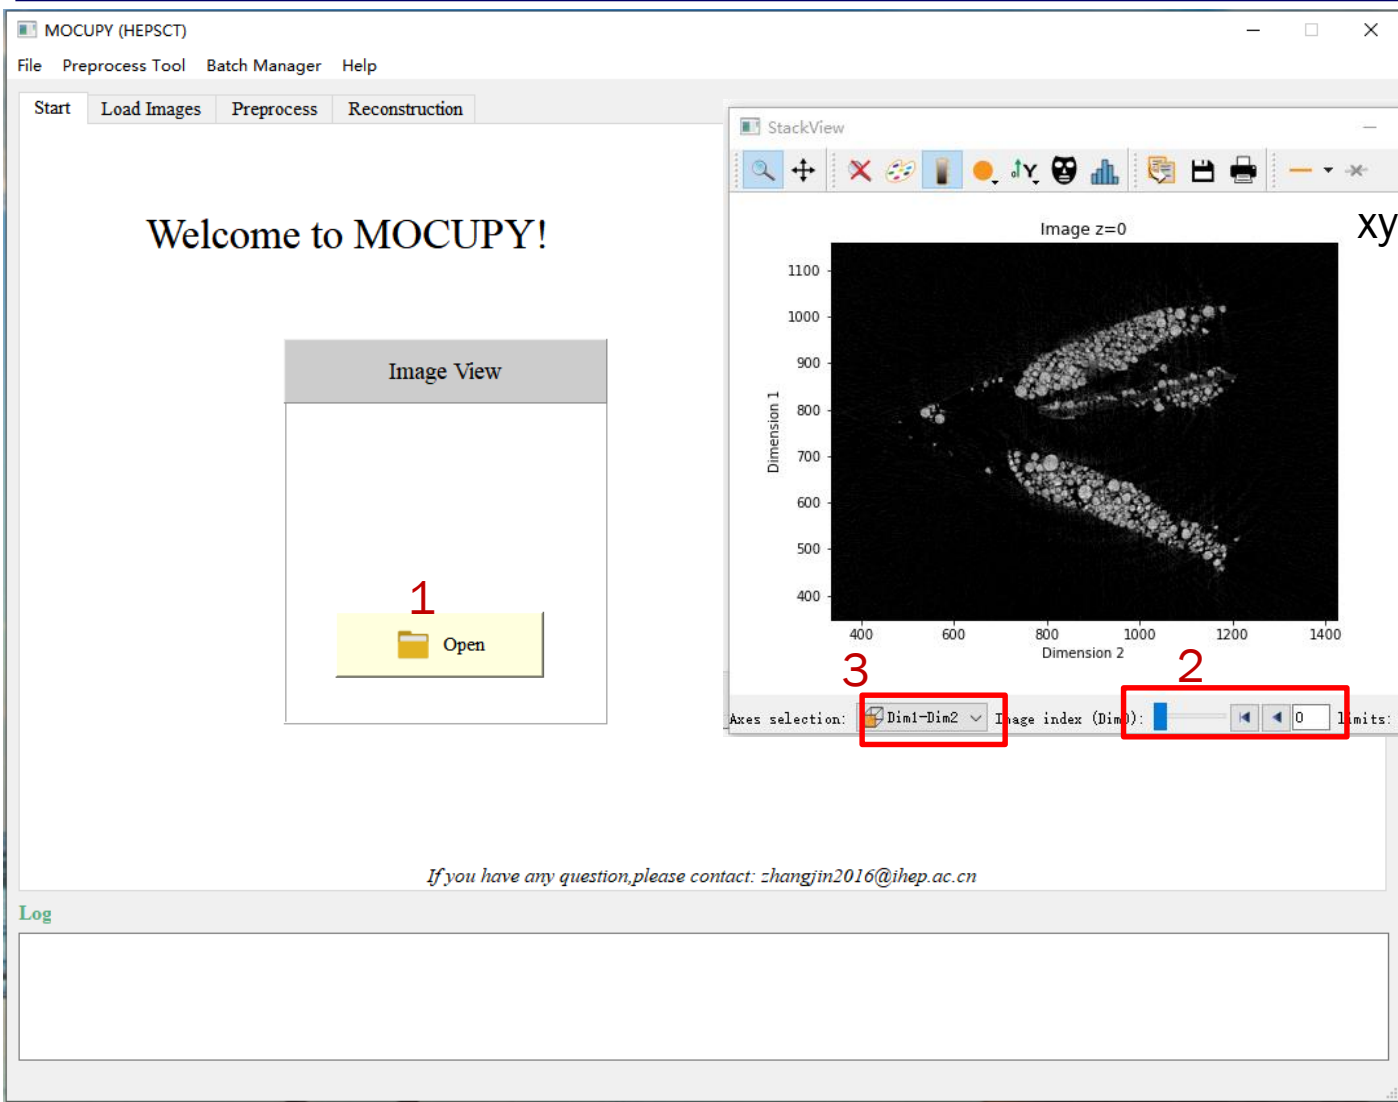 MOCUPY (HEPSCT)
File Preprocess Tool Batch Manager Help
Start Load Images Preprocess Reconstruction
StackView
Welcome to MOCUPY!
xy
Image z=0
1100
1000
900
800
700
600
500
400
Dimension 1
400 600 800 1000 1200 1400
Dimension 2
Image View
1
Open
3
2
Axes selection: Dim1-Dim2 Image index (Dim0): 0 limits:
If you have any question,please contact: zhangjin2016@ihep.ac.cn
Log